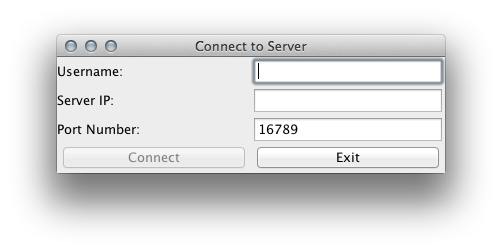 Connect to Server
Username:
Server IP:
Port Number: 16789
Connect Exit